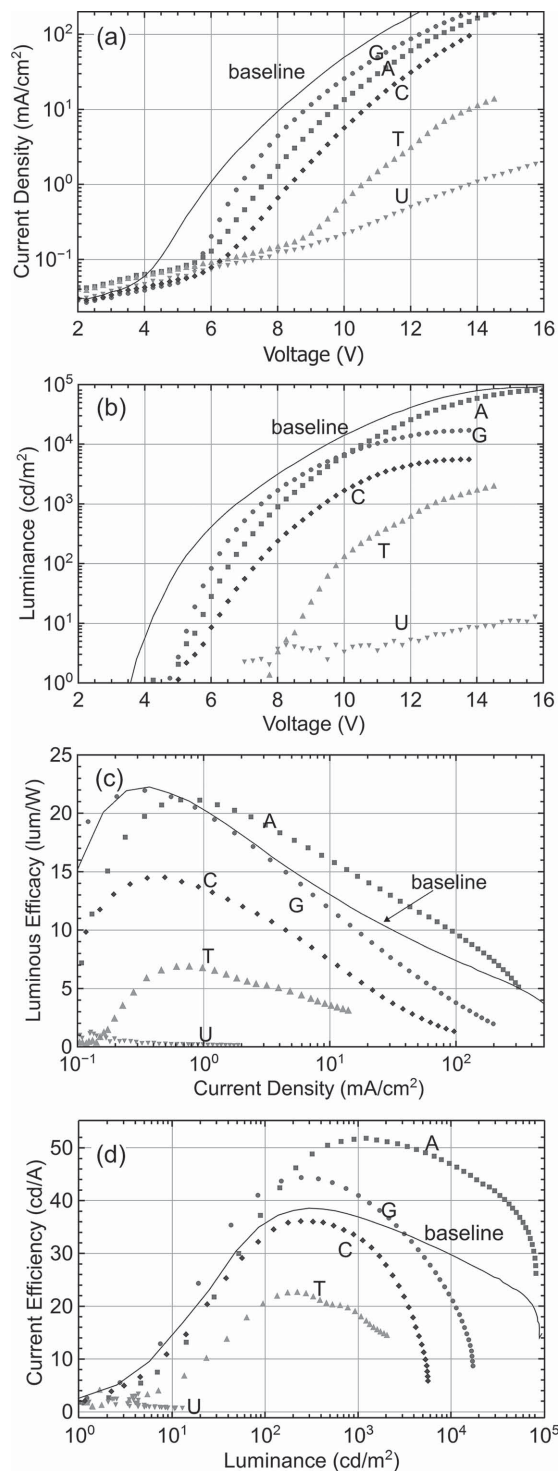 (a)
baseline
G
A
C
T
U
Current Density (mA/cm²)
10²
10¹
10⁰
10⁻¹
2 4 6 8 10 12 14 16
Voltage (V)
(b)
baseline
A
G
C
T
U
Luminance (cd/m²)
10⁵
10⁴
10³
10²
10¹
10⁰
2 4 6 8 10 12 14 16
Voltage (V)
(c)
A
baseline
C
G
T
U
Luminous Efficacy (lum/W)
25
20
15
10
5
0
10⁻¹ 10⁰ 10¹ 10²
Current Density (mA/cm²)
(d)
A
G
baseline
C
T
U
Current Efficiency (cd/A)
50
40
30
20
10
0
10⁰ 10¹ 10² 10³ 10⁴ 10⁵
Luminance (cd/m²)